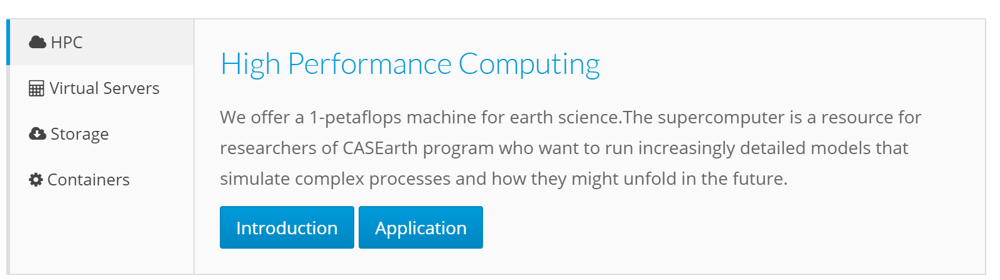 HPC
Virtual Servers
Storage
Containers
High Performance Computing
We offer a 1-petaflops machine for earth science.The supercomputer is a resource for
researchers of CASEarth program who want to run increasingly detailed models that
simulate complex processes and how they might unfold in the future.
Introduction
Application